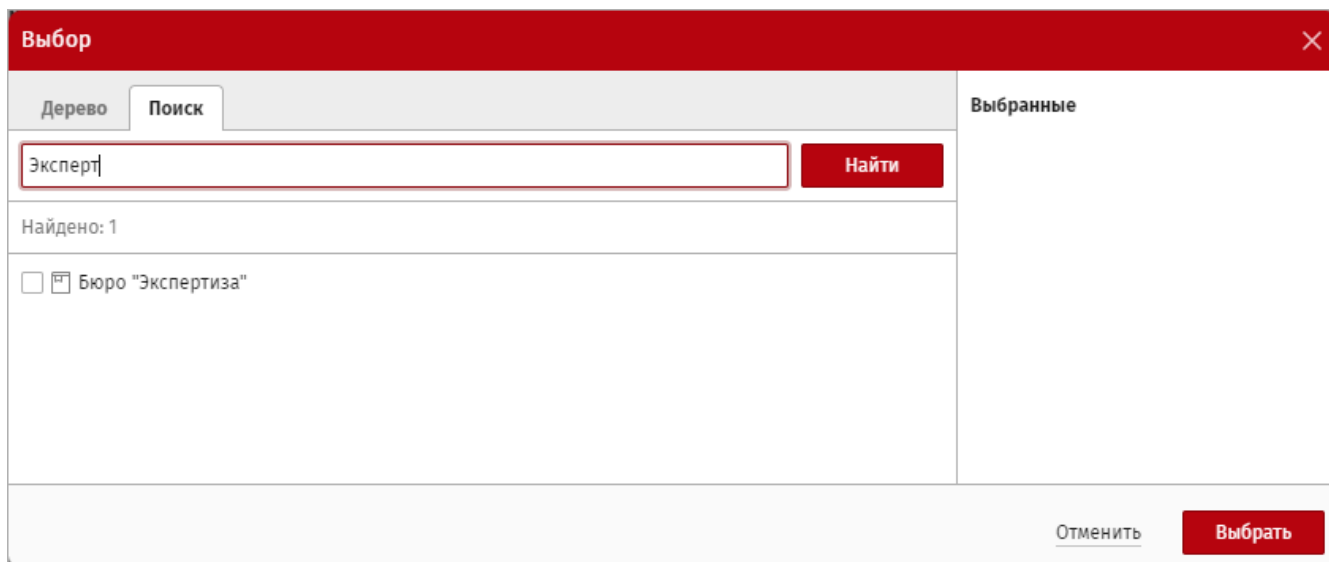 Выбор
Дерево Поиск
Выбранные
Эксперт Найти
Найдено: 1
Бюро "Экспертиза"
Отменить Выбрать